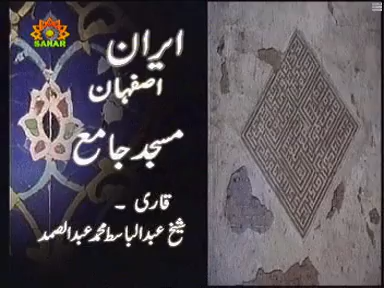 SAHAR
ایران
اصفہان
مسجد جامع
قاری ۔
شیخ عبدالباسط محمد عبدالصمد